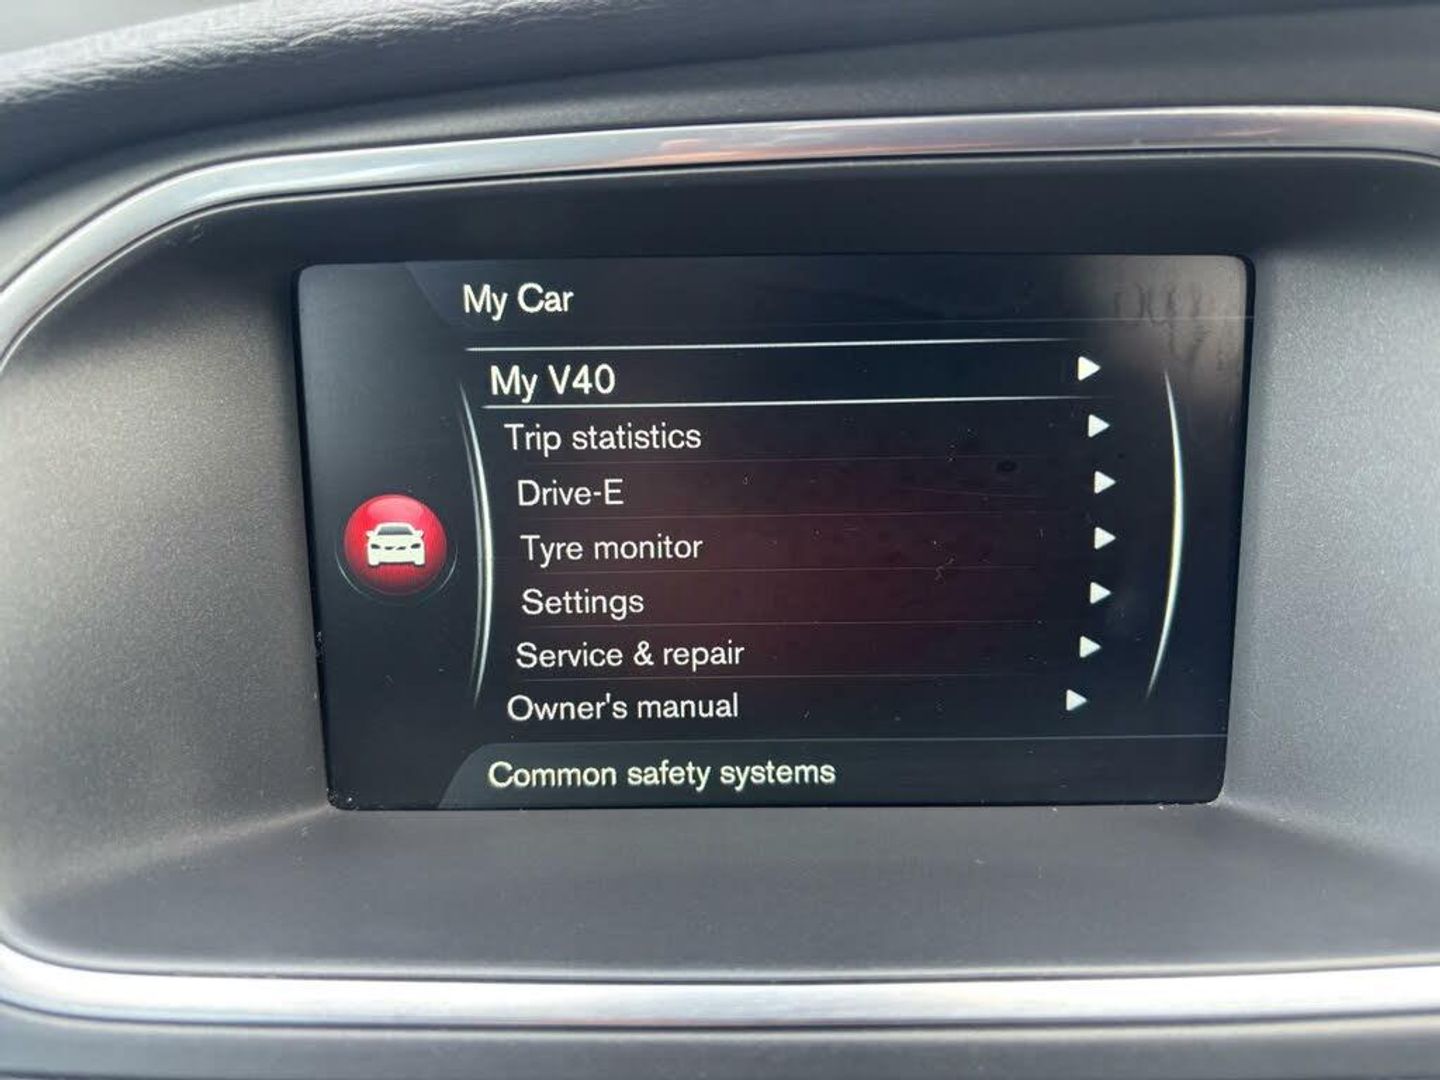 My Car
My V40
Trip statistics
Drive-E
Tyre monitor
Settings
Service & repair
Owner's manual
Common safety systems